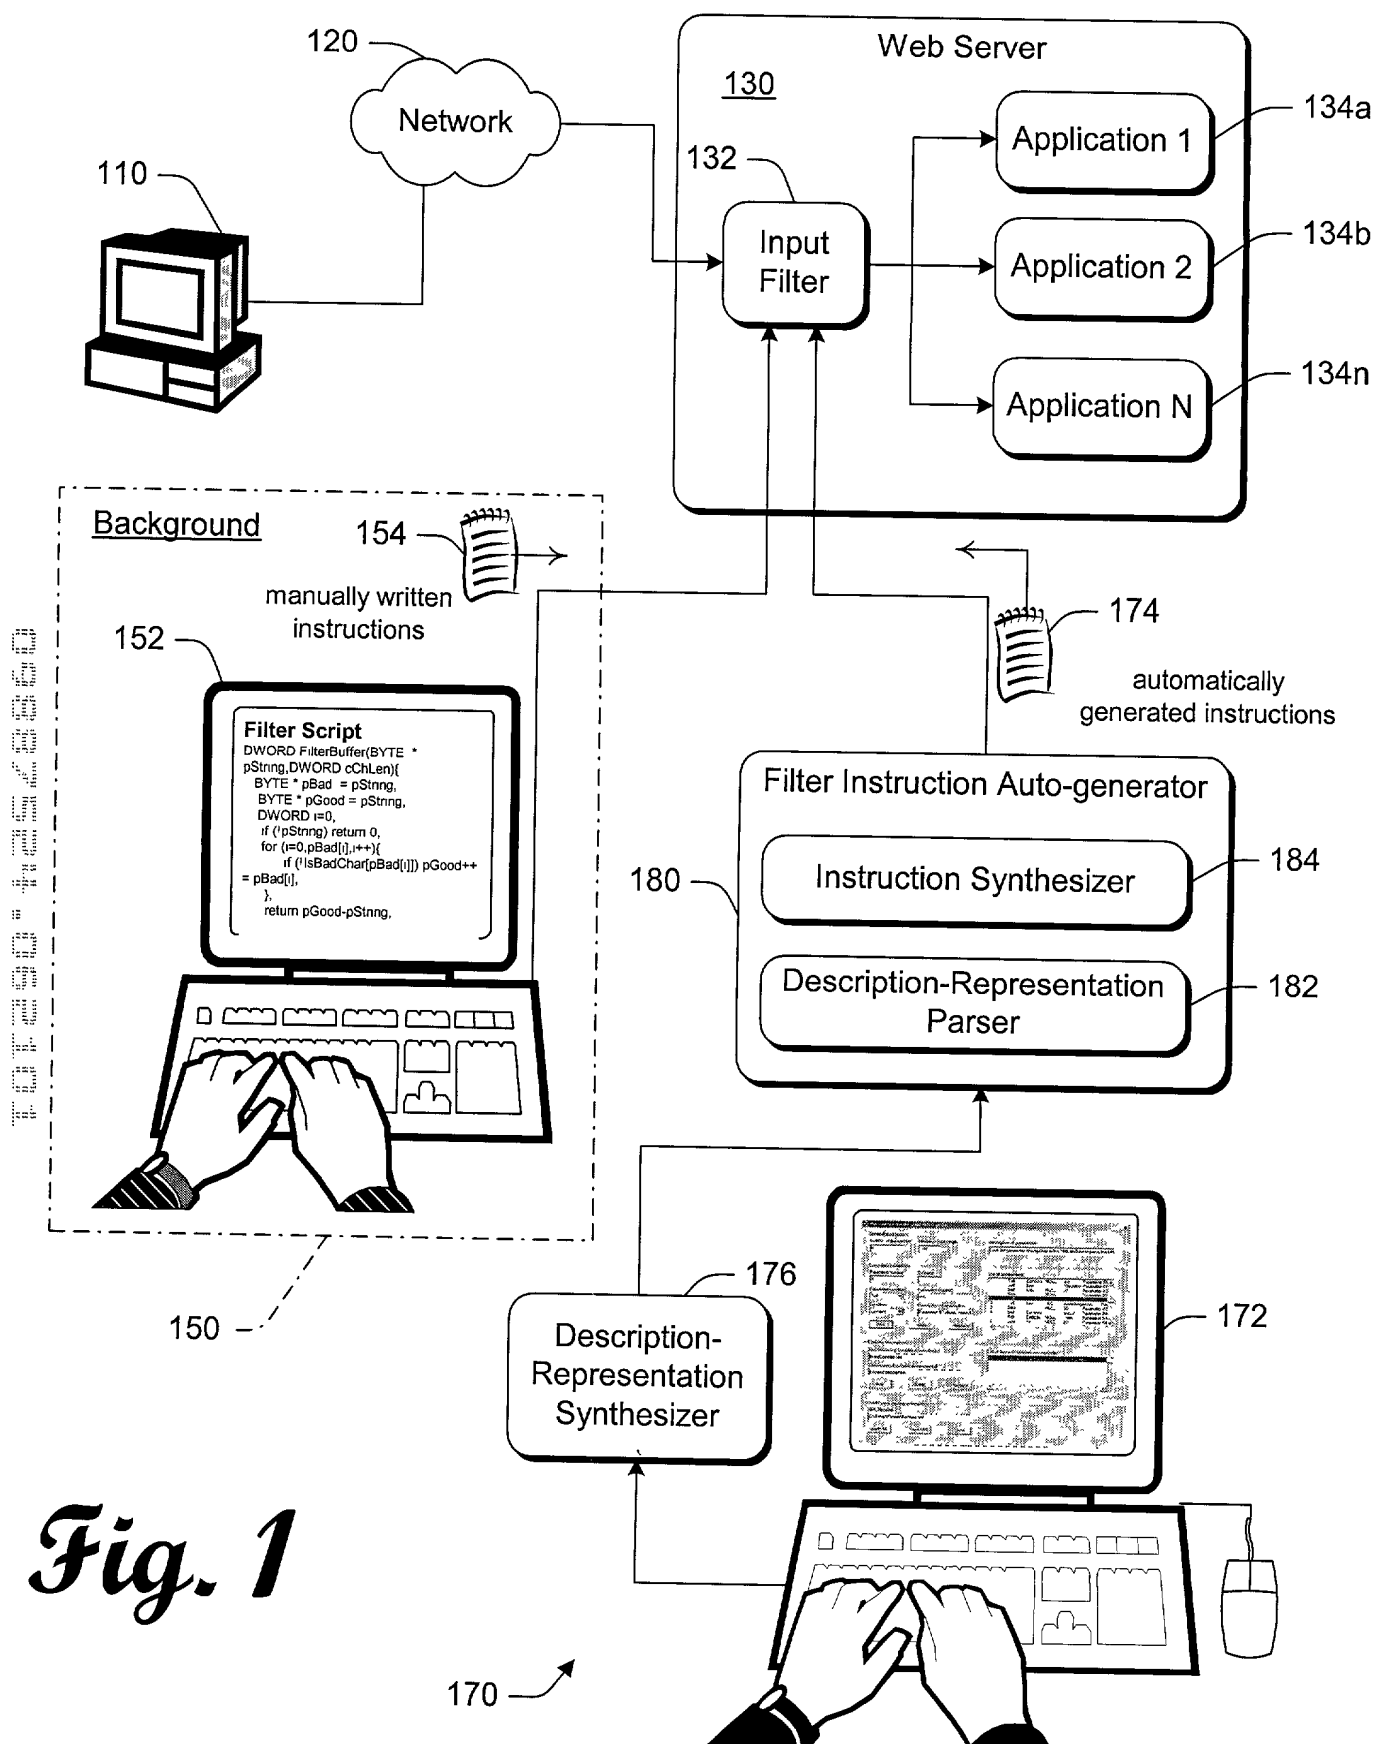 120
Network
110
Web Server
130
132
Input
Filter
Application 1
134a
Application 2
134b
Application N
134n
Background
154
manually written
instructions
152
Filter Script
DWORD FilterBuffer(BYTE *
pString,DWORD cChLen){
BYTE * pBad = pString,
BYTE * pGood = pString,
DWORD i=0,
if (!pString) return 0,
for (i=0,pBad[i],i++){
if (!IsBadChar[pBad[i]]) pGood++
= pBad[i],
},
return pGood-pString,
150
174
automatically
generated instructions
Filter Instruction Auto-generator
180
Instruction Synthesizer
184
Description-Representation
Parser
182
176
Description-
Representation
Synthesizer
172
170
Fig. 1